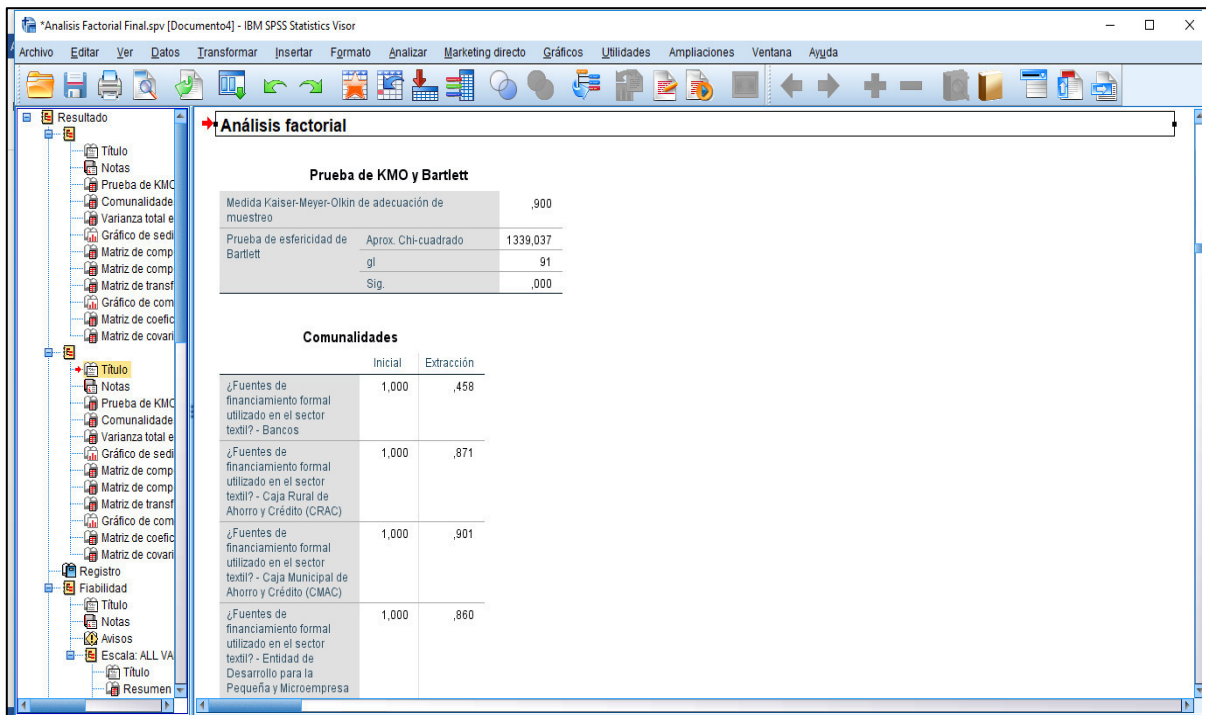 *Analisis Factorial Final.spv [Documento4] - IBM SPSS Statistics Visor
Archivo Editar Ver Datos Transformar Insertar Formato Analizar Marketing directo Gráficos Utilidades Ampliaciones Ventana Ayuda
Resultado
Título
Notas
Prueba de KMO
Comunalidade
Varianza total e
Gráfico de sedi
Matriz de comp
Matriz de comp
Matriz de transf
Gráfico de com
Matriz de coefic
Matriz de covari
Título
Notas
Prueba de KMO
Comunalidade
Varianza total e
Gráfico de sedi
Matriz de comp
Matriz de comp
Matriz de transf
Gráfico de com
Matriz de coefic
Matriz de covari
Registro
Fiabilidad
Título
Notas
Avisos
Escala: ALL VA
Título
Resumen
Análisis factorial
Prueba de KMO y Bartlett
Medida Kaiser-Meyer-Olkin de adecuación de
muestreo
,900
Prueba de esfericidad de
Bartlett
Aprox. Chi-cuadrado 1339,037
gl 91
Sig. ,000
Comunalidades
Inicial Extracción
¿Fuentes de
financiamiento formal
utilizado en el sector
textil? - Bancos
1,000 ,458
¿Fuentes de
financiamiento formal
utilizado en el sector
textil? - Caja Rural de
Ahorro y Crédito (CRAC)
1,000 ,871
¿Fuentes de
financiamiento formal
utilizado en el sector
textil? - Caja Municipal de
Ahorro y Crédito (CMAC)
1,000 ,901
¿Fuentes de
financiamiento formal
utilizado en el sector
textil? - Entidad de
Desarrollo para la
Pequeña y Microempresa
1,000 ,860